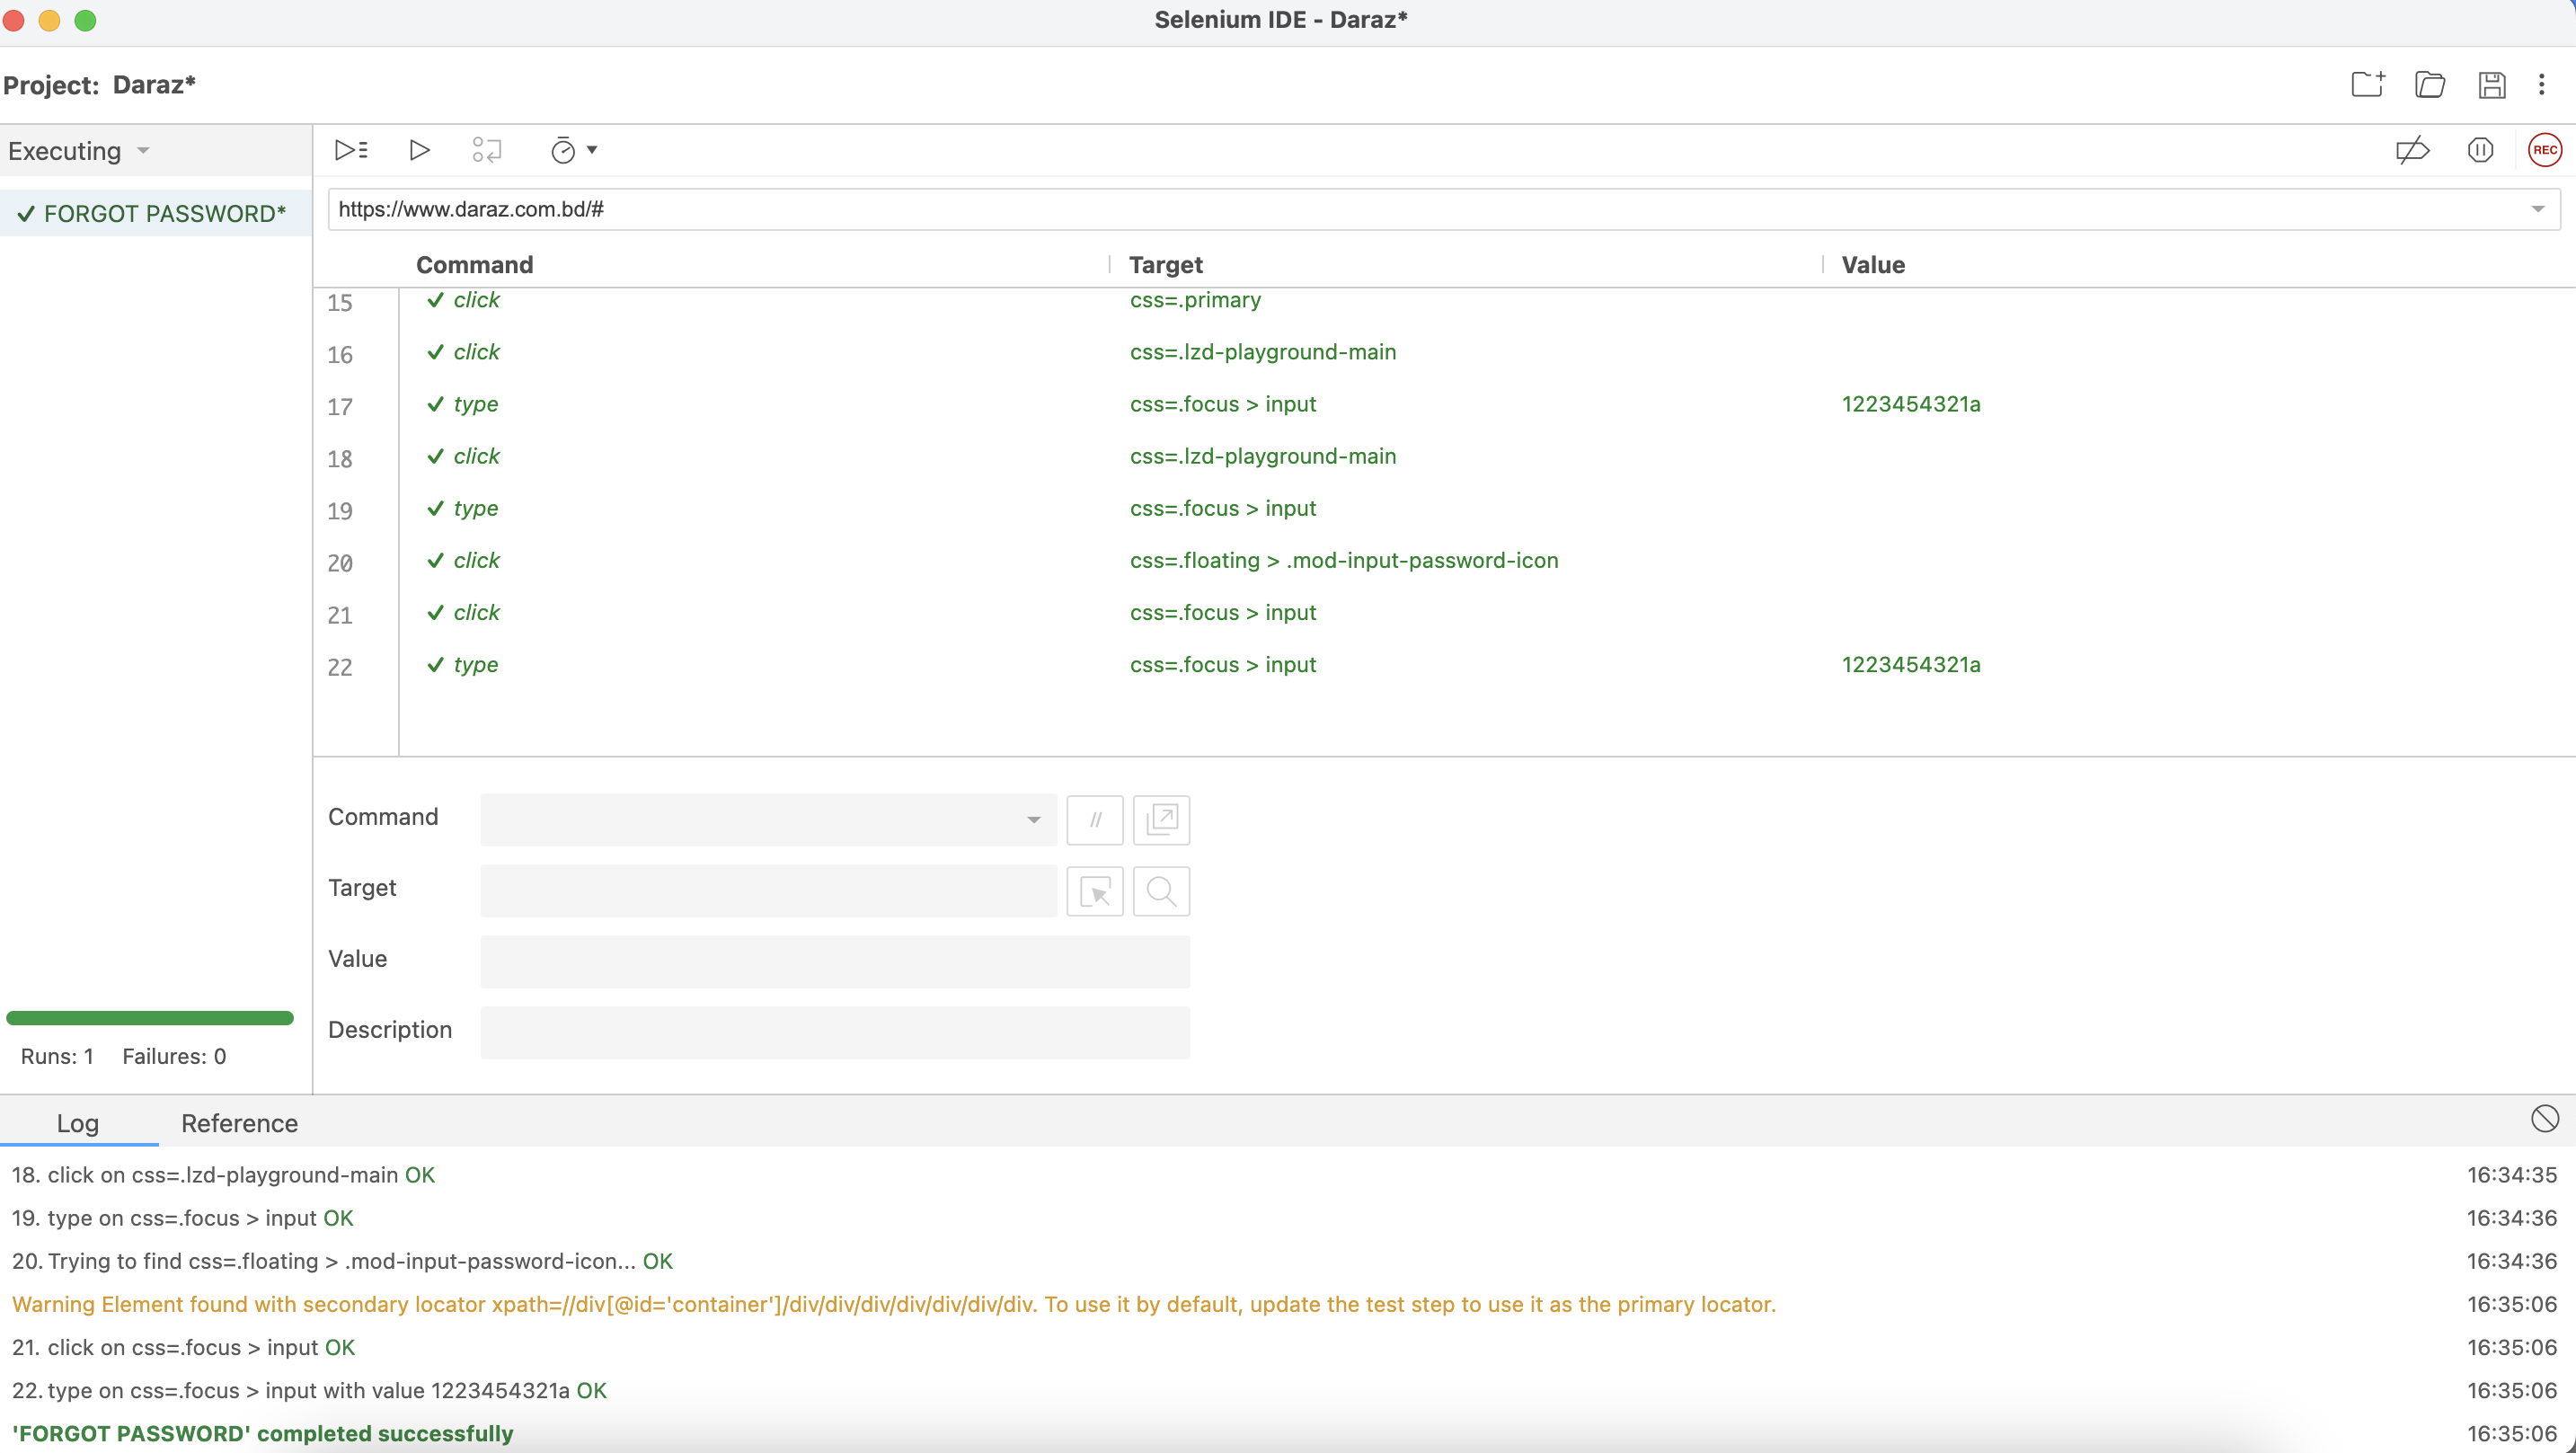 Selenium IDE - Daraz*
Project: Daraz*
Executing
REC
✓ FORGOT PASSWORD*
https://www.daraz.com.bd/#
Command Target Value
15 ✓ click css=.primary
16 ✓ click css=.lzd-playground-main
17 ✓ type css=.focus > input 1223454321a
18 ✓ click css=.lzd-playground-main
19 ✓ type css=.focus > input
20 ✓ click css=.floating > .mod-input-password-icon
21 ✓ click css=.focus > input
22 ✓ type css=.focus > input 1223454321a
Command //
Target
Value
Description
Runs: 1 Failures: 0
Log Reference
18. click on css=.lzd-playground-main OK 16:34:35
19. type on css=.focus > input OK 16:34:36
20. Trying to find css=.floating > .mod-input-password-icon... OK 16:34:36
Warning Element found with secondary locator xpath=//div[@id='container']/div/div/div/div/div/div/div. To use it by default, update the test step to use it as the primary locator. 16:35:06
21. click on css=.focus > input OK 16:35:06
22. type on css=.focus > input with value 1223454321a OK 16:35:06
'FORGOT PASSWORD' completed successfully 16:35:06